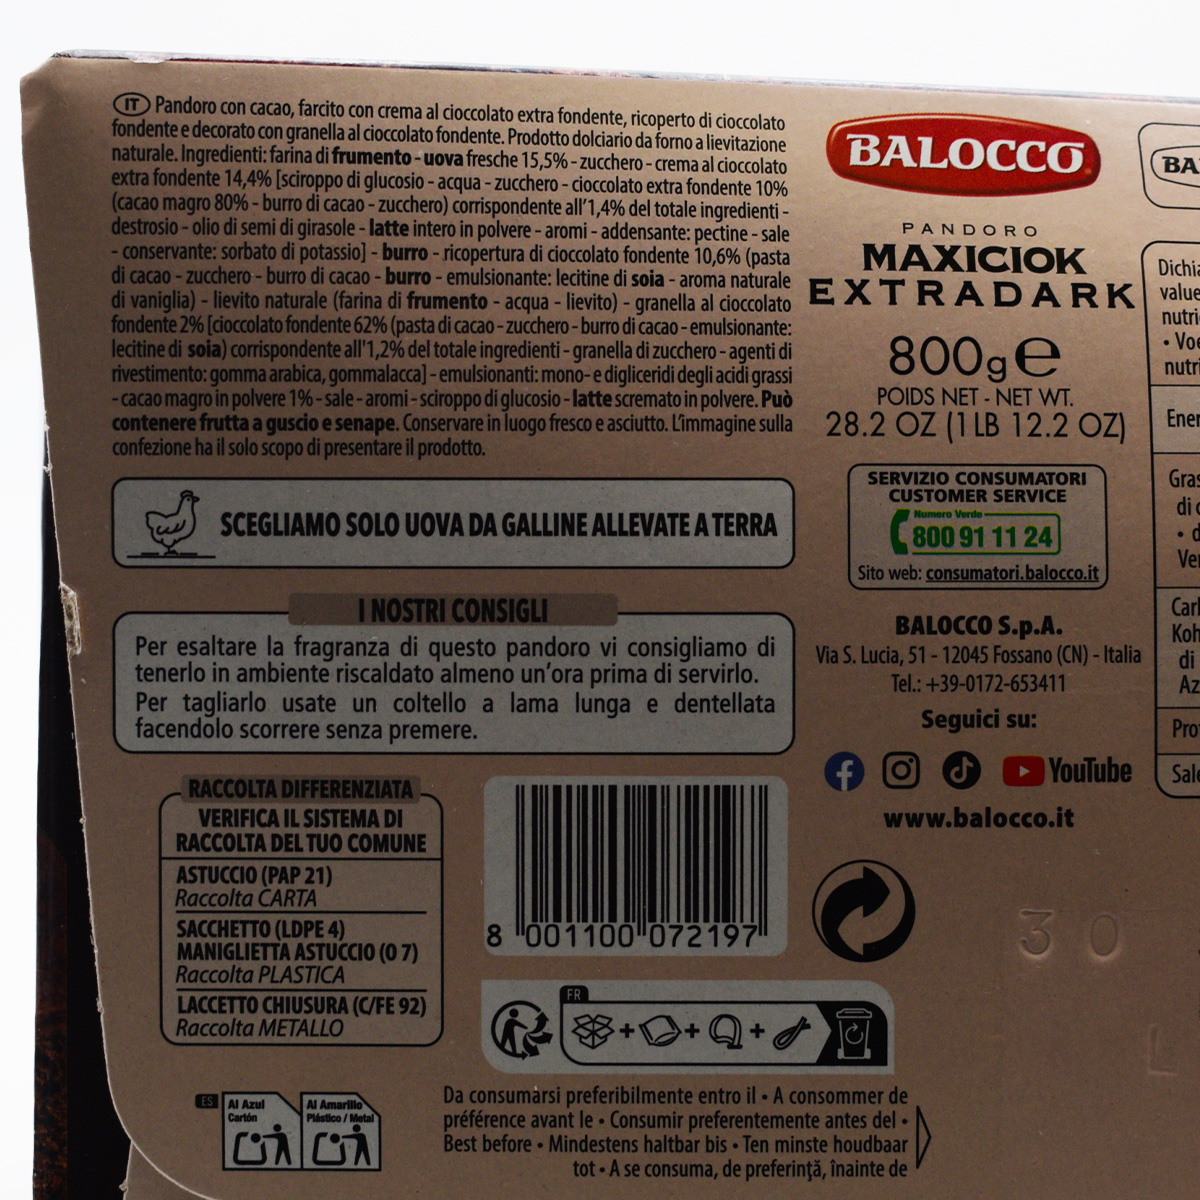 IT Pandoro con cacao, farcito con crema al cioccolato extra fondente, ricoperto di cioccolato
fondente e decorato con granella al cioccolato fondente. Prodotto dolciario da forno a lievitazione
naturale. Ingredienti: farina di frumento - uova fresche 15,5% - zucchero - crema al cioccolato
extra fondente 14,4% [sciroppo di glucosio - acqua - zucchero - cioccolato extra fondente 10%
(cacao magro 80% - burro di cacao - zucchero) corrispondente all'1,4% del totale ingredienti -
destrosio - olio di semi di girasole - latte intero in polvere - aromi - addensante: pectine - sale
- conservante: sorbato di potassio] - burro - ricopertura di cioccolato fondente 10,6% (pasta
di cacao - zucchero - burro di cacao - burro - emulsionante: lecitine di soia - aroma naturale
di vaniglia) - lievito naturale (farina di frumento - acqua - lievito) - granella al cioccolato
fondente 2% [cioccolato fondente 62% (pasta di cacao - zucchero - burro di cacao - emulsionante:
lecitine di soia) corrispondente all'1,2% del totale ingredienti - granella di zucchero - agenti di
rivestimento: gomma arabica, gommalacca] - emulsionanti: mono- e digliceridi degli acidi grassi
- cacao magro in polvere 1% - sale - aromi - sciroppo di glucosio - latte scremato in polvere. Può
contenere frutta a guscio e senape. Conservare in luogo fresco e asciutto. L'immagine sulla
confezione ha il solo scopo di presentare il prodotto.
SCEGLIAMO SOLO UOVA DA GALLINE ALLEVATE A TERRA
I NOSTRI CONSIGLI
Per esaltare la fragranza di questo pandoro vi consigliamo di
tenerlo in ambiente riscaldato almeno un'ora prima di servirlo.
Per tagliarlo usate un coltello a lama lunga e dentellata
facendolo scorrere senza premere.
RACCOLTA DIFFERENZIATA
VERIFICA IL SISTEMA DI
RACCOLTA DEL TUO COMUNE
ASTUCCIO (PAP 21)
Raccolta CARTA
SACCHETTO (LDPE 4)
MANIGLIETTA ASTUCCIO (O 7)
Raccolta PLASTICA
LACCETTO CHIUSURA (C/FE 92)
Raccolta METALLO
8 001100 072197
FR
+ + +
ES
Al Azul
Cartón
Al Amarillo
Plástico / Metal
Da consumarsi preferibilmente entro il • A consommer de
préférence avant le • Consumir preferentemente antes del •
Best before • Mindestens haltbar bis • Ten minste houdbaar
tot • A se consuma, de preferinţă, înainte de
BALOCCO
PANDORO
MAXICIOK
EXTRADARK
800g e
POIDS NET - NET WT.
28.2 OZ (1 LB 12.2 OZ)
SERVIZIO CONSUMATORI
CUSTOMER SERVICE
Numero Verde
800 91 11 24
Sito web: consumatori.balocco.it
BALOCCO S.p.A.
Via S. Lucia, 51 - 12045 Fossano (CN) - Italia
Tel.: +39-0172-653411
Seguici su:
YouTube
www.balocco.it
30
L
BA
Dichia
value
nutri
• Voe
nutri
Ener
Gras
di c
• d
Ver
Carl
Koh
di
Az
Pro
Sale